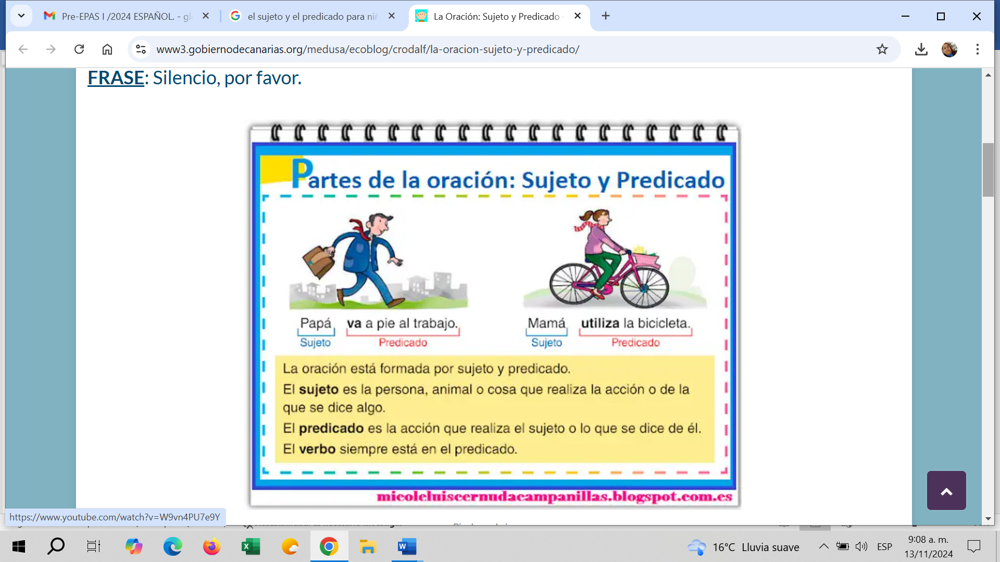 Pre-EPAS I /2024 ESPAÑOL. - gl
el sujeto y el predicado para niñ
La Oración: Sujeto y Predicado -
www3.gobiernodecanarias.org/medusa/ecoblog/crodalf/la-oracion-sujeto-y-predicado/
FRASE: Silencio, por favor.
Partes de la oración: Sujeto y Predicado
Papá va a pie al trabajo.
Sujeto Predicado
Mamá utiliza la bicicleta.
Sujeto Predicado
La oración está formada por sujeto y predicado.
El sujeto es la persona, animal o cosa que realiza la acción o de la
que se dice algo.
El predicado es la acción que realiza el sujeto o lo que se dice de él.
El verbo siempre está en el predicado.
micoleluiscernudacampanillas.blogspot.com.es
https://www.youtube.com/watch?v=W9vn4PU7e9Y
16°C Lluvia suave
ESP
9:08 a. m.
13/11/2024